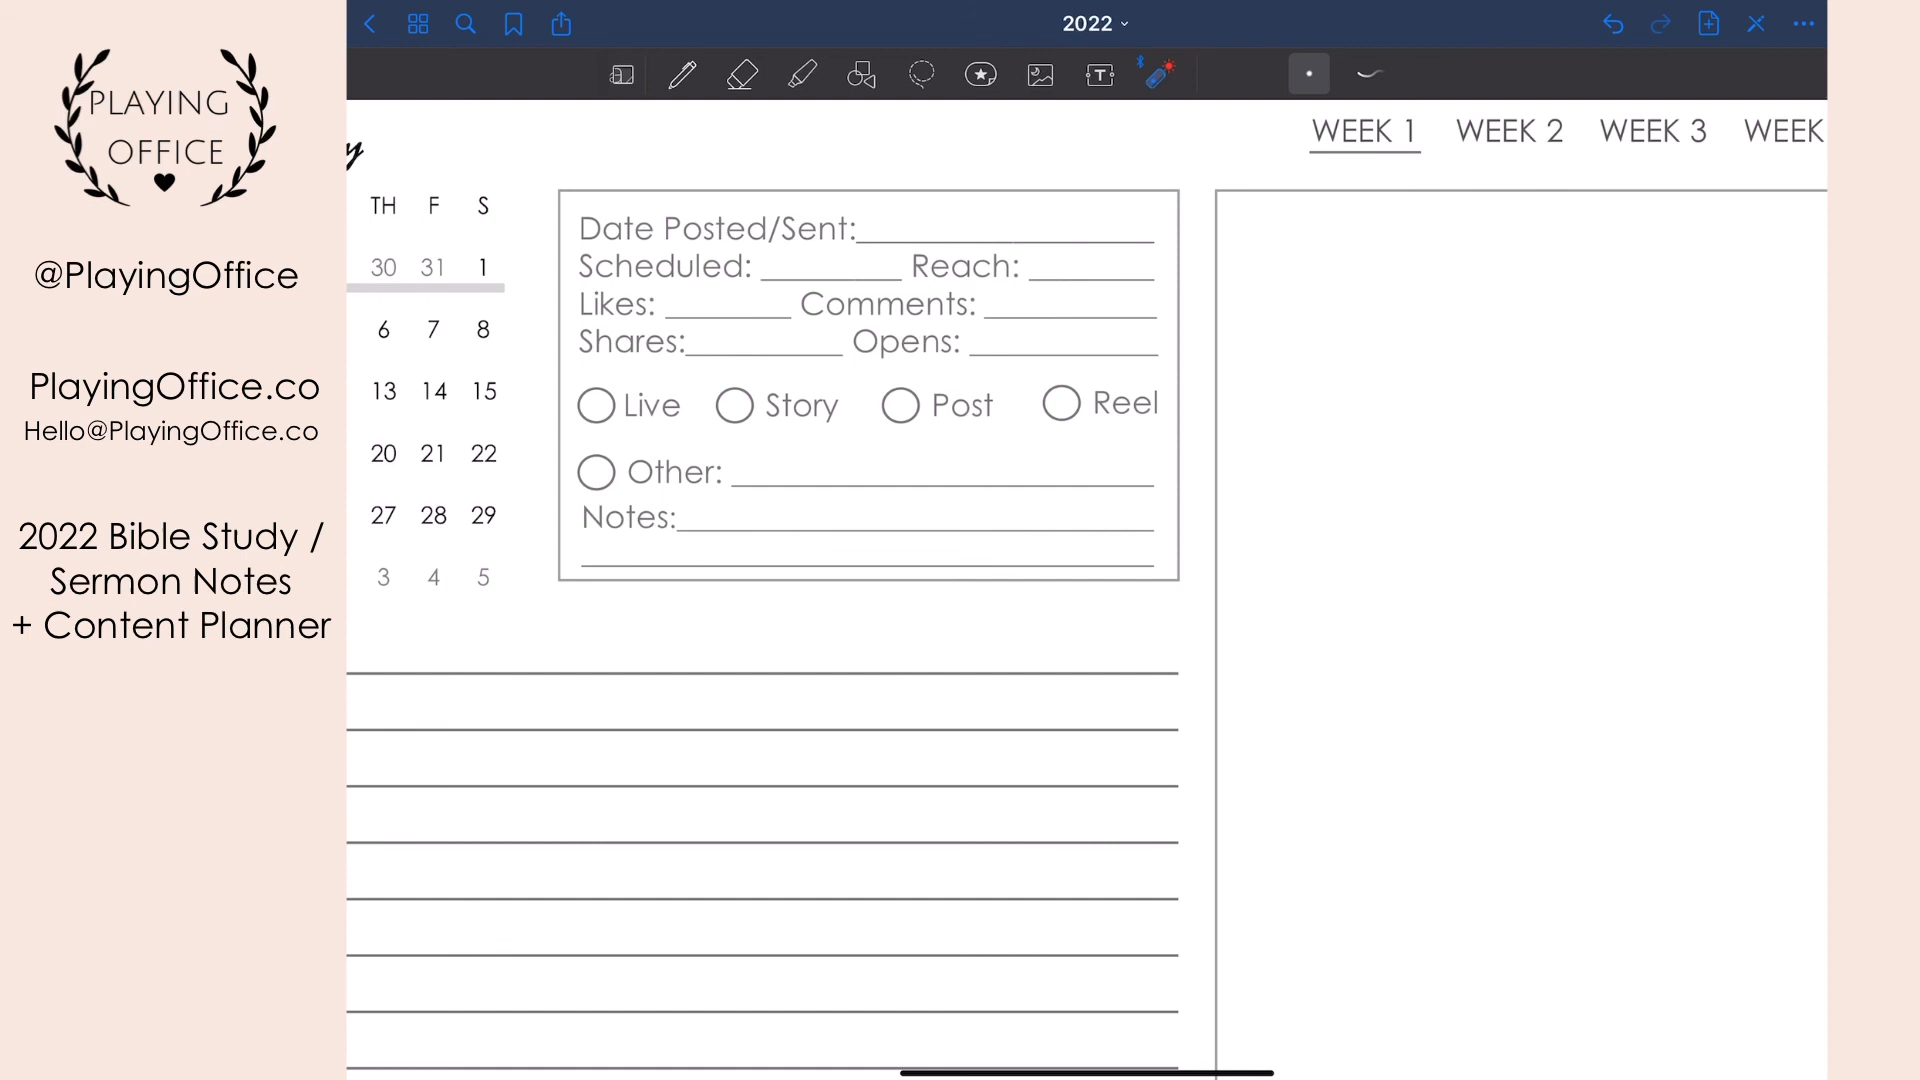 PLAYING
OFFICE
@PlayingOffice
PlayingOffice.co
Hello@PlayingOffice.co
2022 Bible Study /
Sermon Notes
+ Content Planner
2022
T
y
WEEK 1 WEEK 2 WEEK 3 WEEK
TH F S
30 31 1
6 7 8
13 14 15
20 21 22
27 28 29
3 4 5
Date Posted/Sent:
Scheduled: Reach:
Likes: Comments:
Shares: Opens:
Live Story Post Reel
Other:
Notes: